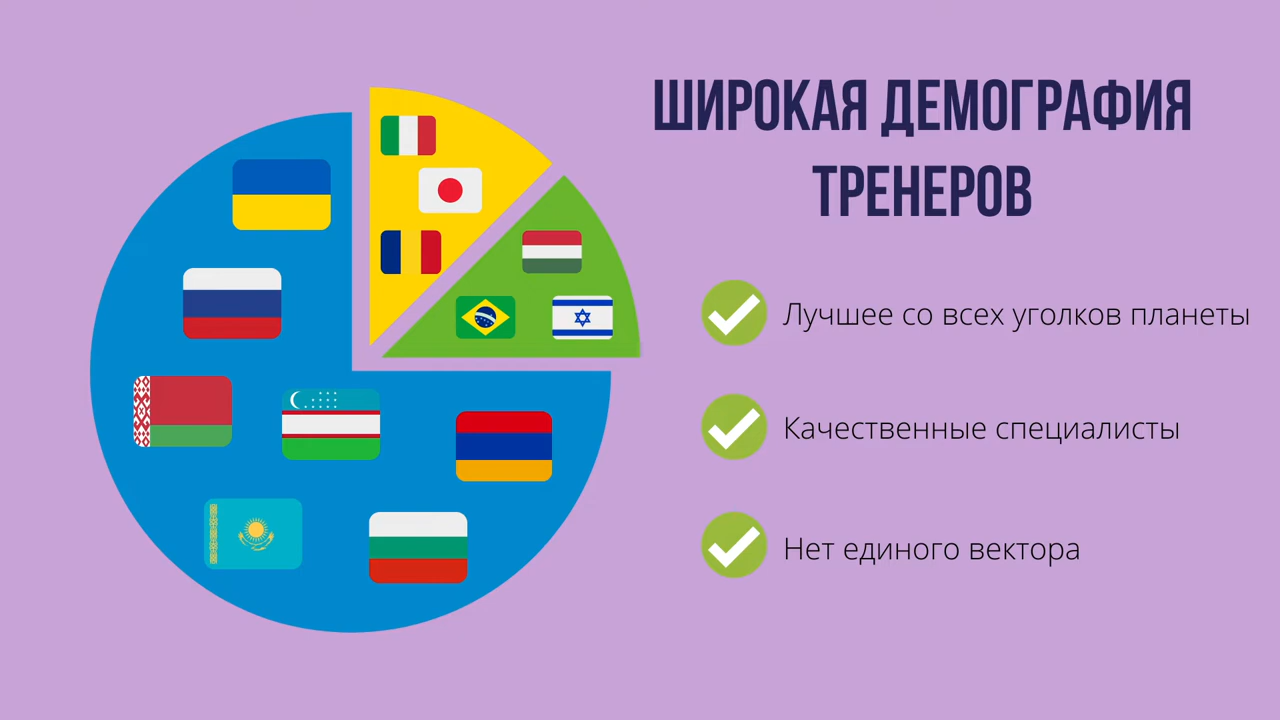 ШИРОКАЯ ДЕМОГРАФИЯ
ТРЕНЕРОВ
Лучшее со всех уголков планеты
Качественные специалисты
Нет единого вектора